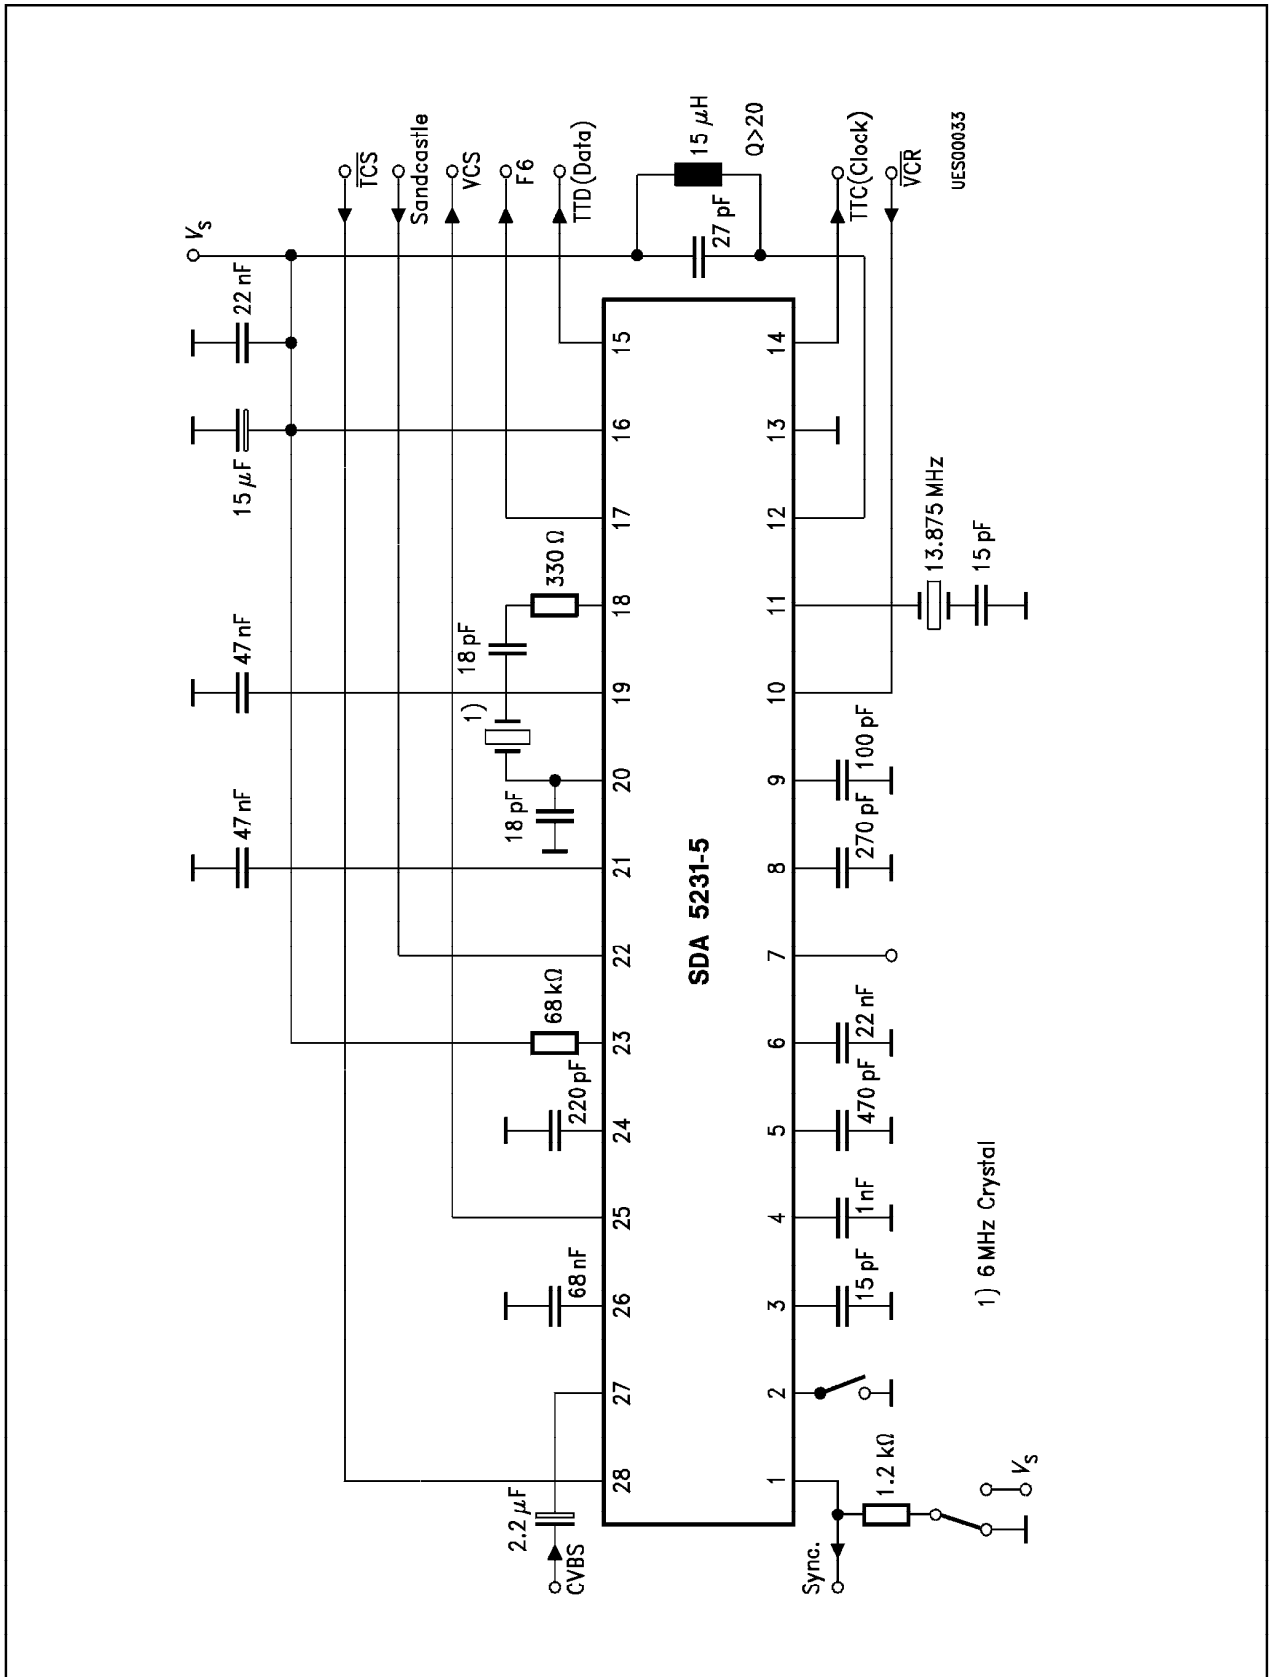 VS
22 nF
15 µF
47 nF
47 nF
TCS
Sandcastle
VCS
F6
TTD (Data)
15 µH
Q>20
27 pF
TTC (Clock)
VCR
UES00033
330 Ω
18 pF
1)
18 pF
68 kΩ
220 pF
68 nF
2.2 µF
CVBS
28 27 26 25 24 23 22 21 20 19 18 17 16 15
SDA 5231-5
1 2 3 4 5 6 7 8 9 10 11 12 13 14
15 pF
1 nF
470 pF
22 nF
270 pF
100 pF
13.875 MHz
15 pF
Sync.
1.2 kΩ
VS
1) 6 MHz Crystal